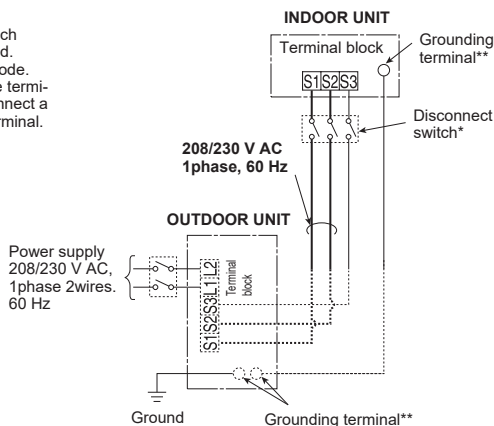 ch
d.
ode.
e termi-
nnect a
rminal.
INDOOR UNIT
Terminal block
S1 S2 S3
Grounding
terminal**
Disconnect
switch*
208/230 V AC
1phase, 60 Hz
OUTDOOR UNIT
Power supply
208/230 V AC,
1phase 2wires.
60 Hz
S1 S2 S3 L1 L2
Terminal
block
Ground
Grounding terminal**